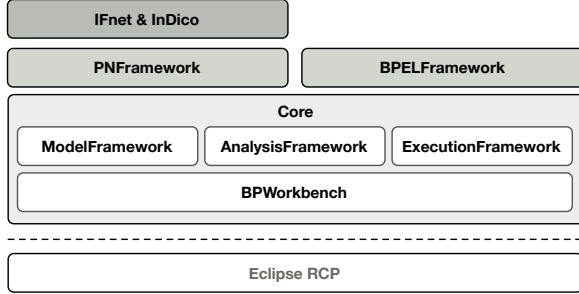 IFnet & InDico
PNFramework BPELFramework
Core
ModelFramework AnalysisFramework ExecutionFramework
BPWorkbench
Eclipse RCP